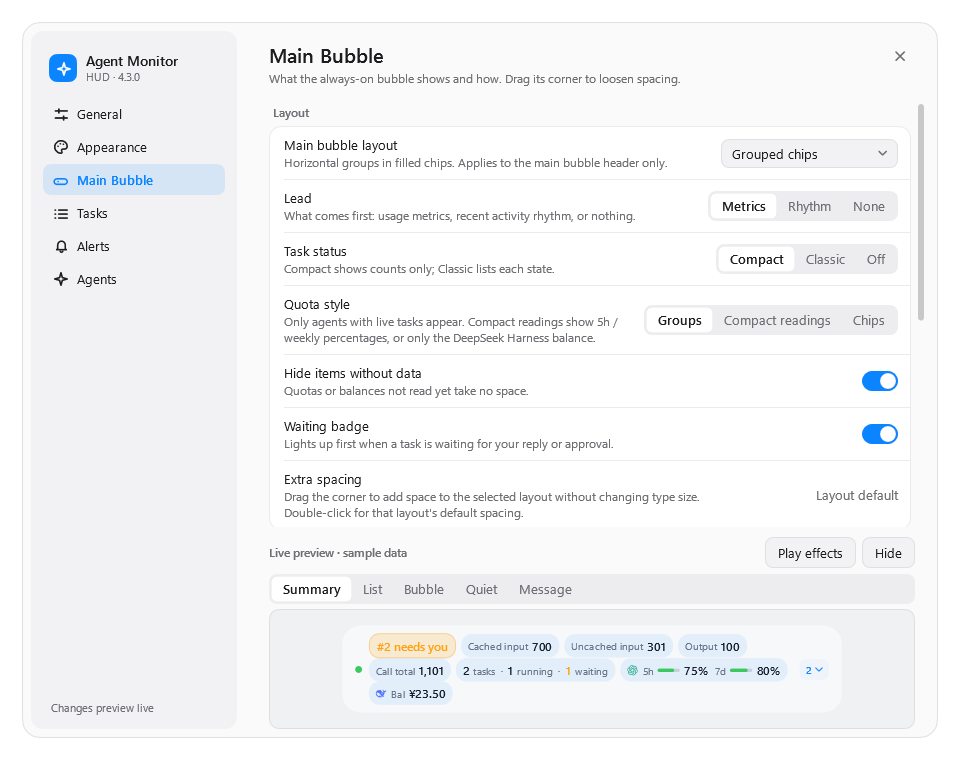 Agent Monitor
HUD · 4.3.0
General
Appearance
Main Bubble
Tasks
Alerts
Agents
Changes preview live
Main Bubble
What the always-on bubble shows and how. Drag its corner to loosen spacing.
Layout
Main bubble layout
Horizontal groups in filled chips. Applies to the main bubble header only.
Grouped chips
Lead
What comes first: usage metrics, recent activity rhythm, or nothing.
Metrics Rhythm None
Task status
Compact shows counts only; Classic lists each state.
Compact Classic Off
Quota style
Only agents with live tasks appear. Compact readings show 5h /
weekly percentages, or only the DeepSeek Harness balance.
Groups Compact readings Chips
Hide items without data
Quotas or balances not read yet take no space.
Waiting badge
Lights up first when a task is waiting for your reply or approval.
Extra spacing
Drag the corner to add space to the selected layout without changing type size.
Double-click for that layout's default spacing.
Layout default
Live preview · sample data
Play effects Hide
Summary List Bubble Quiet Message
#2 needs you Cached input 700 Uncached input 301 Output 100
Call total 1,101 2 tasks · 1 running · 1 waiting 5h 75% 7d 80% 2
Bal ¥23.50